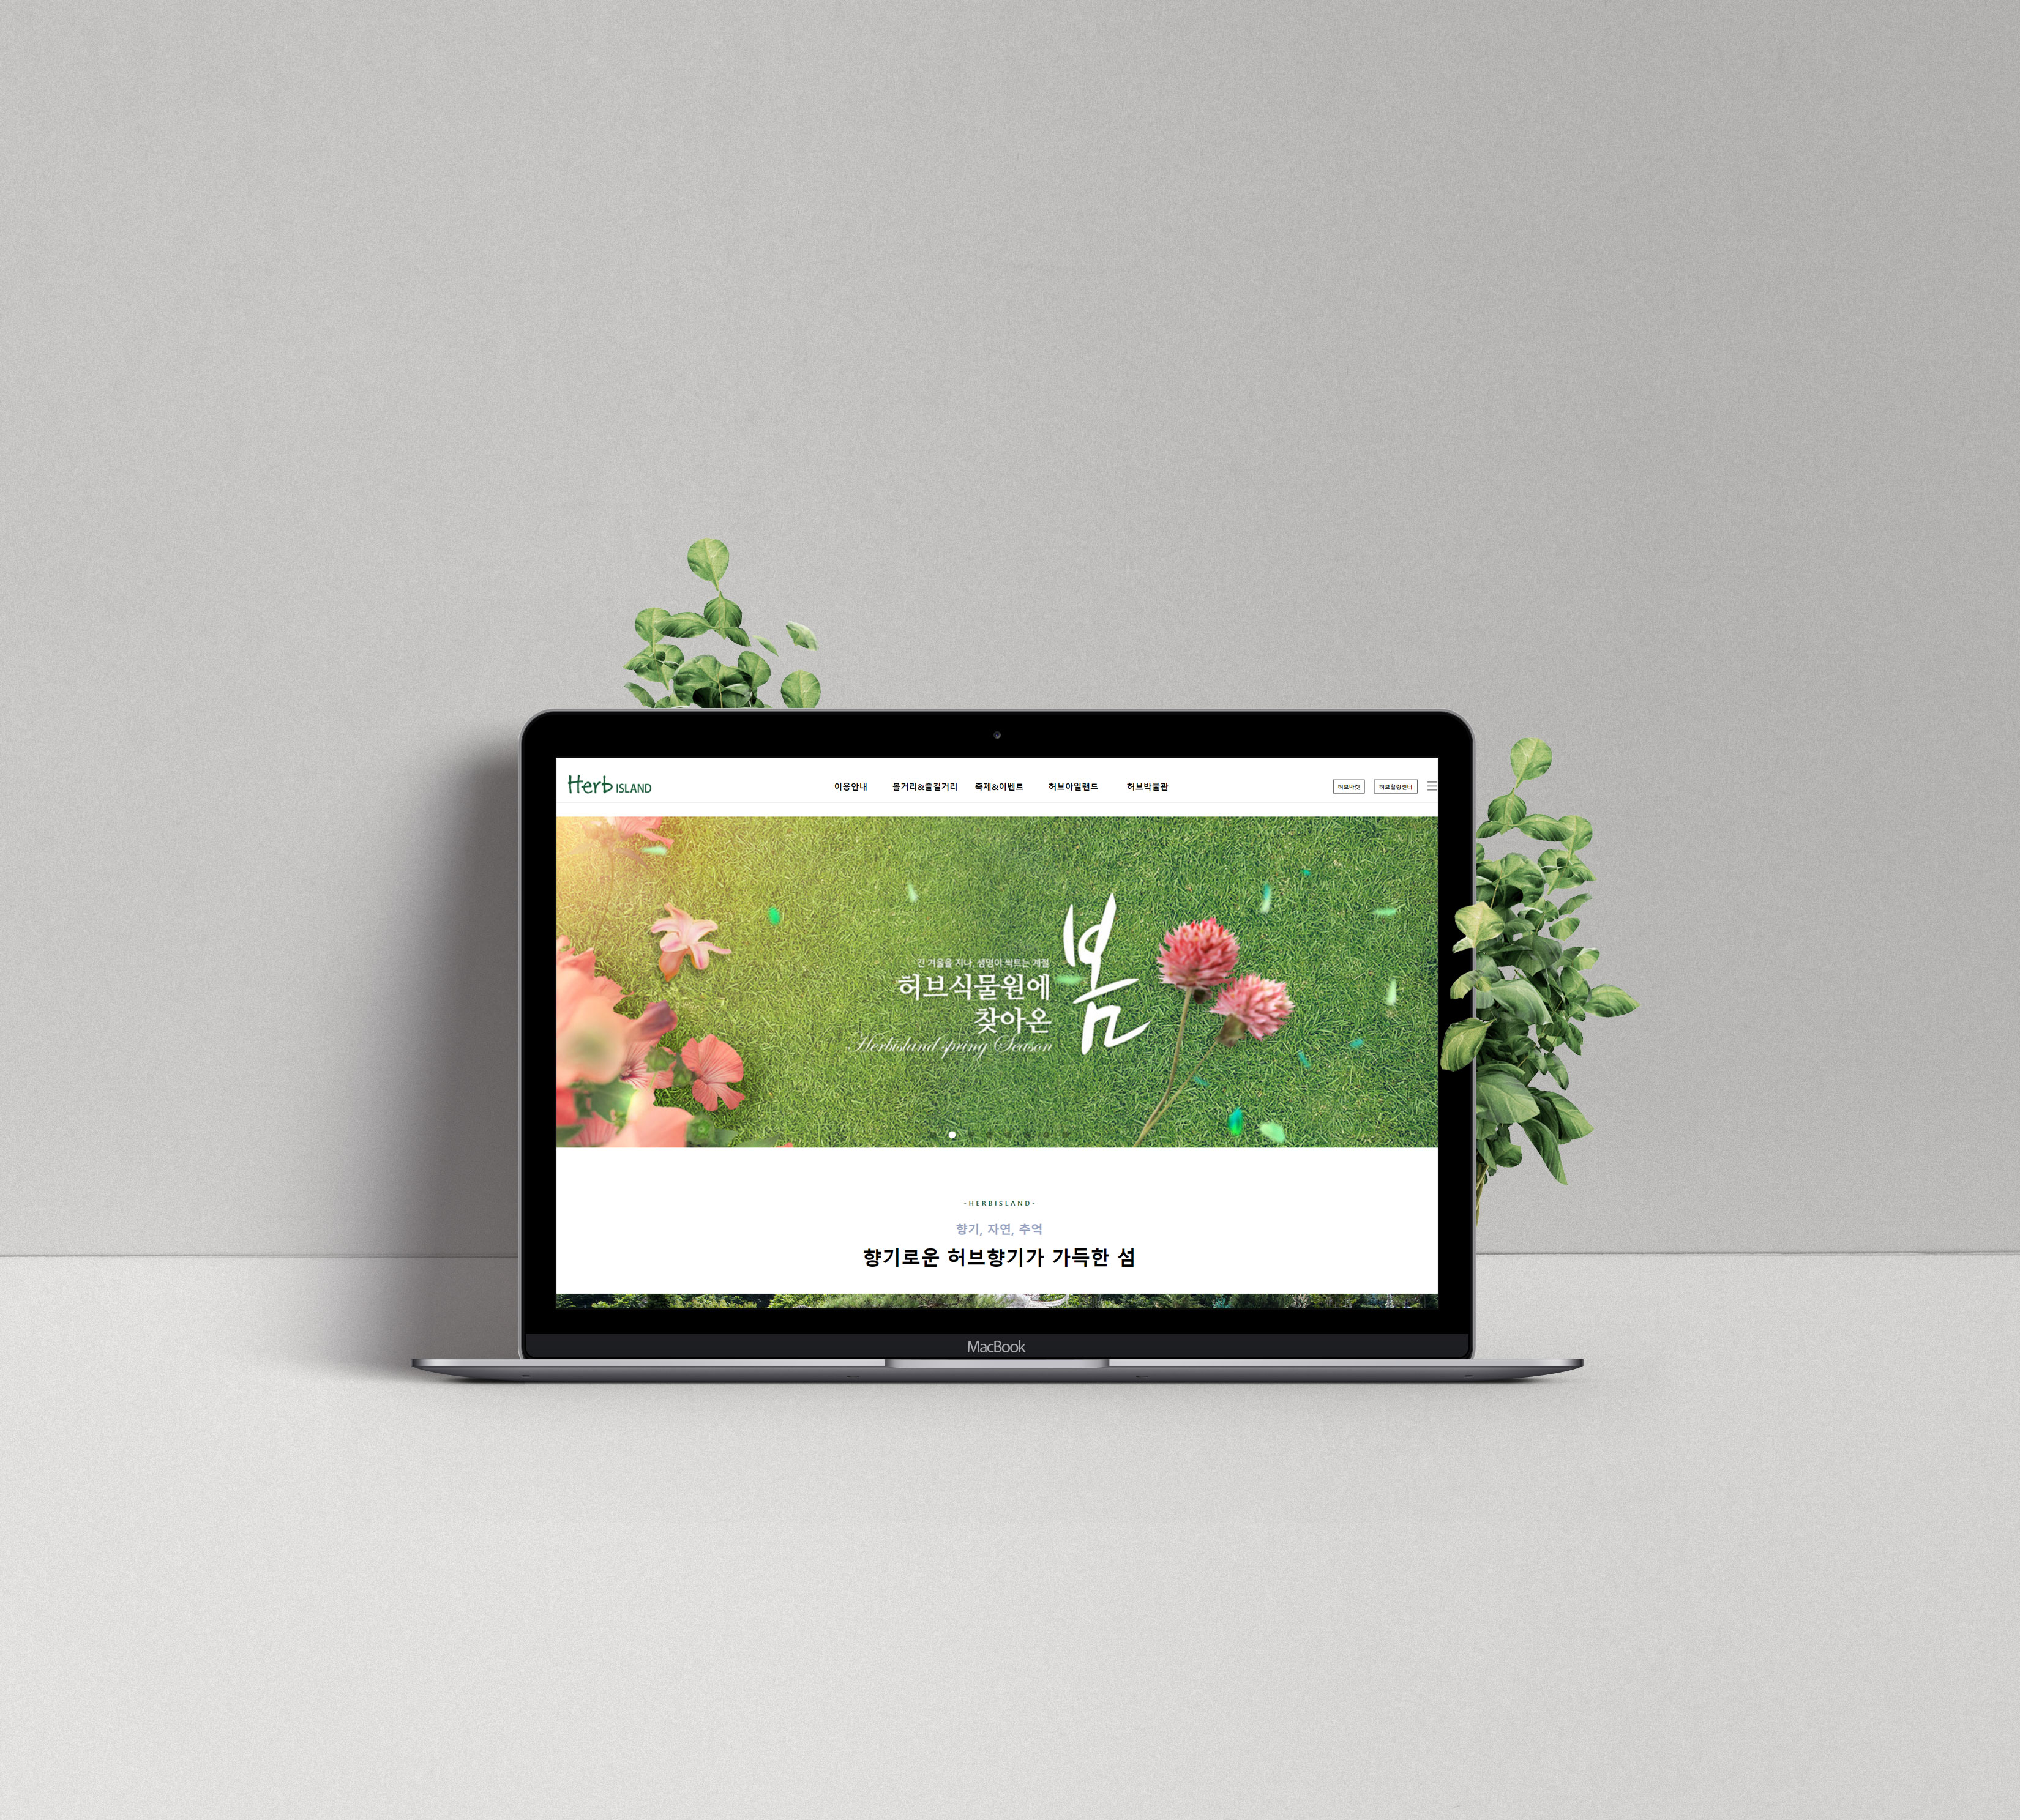 Herb ISLAND
이용안내 볼거리&즐길거리 축제&이벤트 허브아일랜드 허브박물관 허브마켓 허브힐링센터
긴 겨울을 지나, 생명이 싹트는 계절
허브식물원에
찾아온
봄
Herbisland spring Season
-HERBISLAND-
향기, 자연, 추억
향기로운 허브향기가 가득한 섬
MacBook